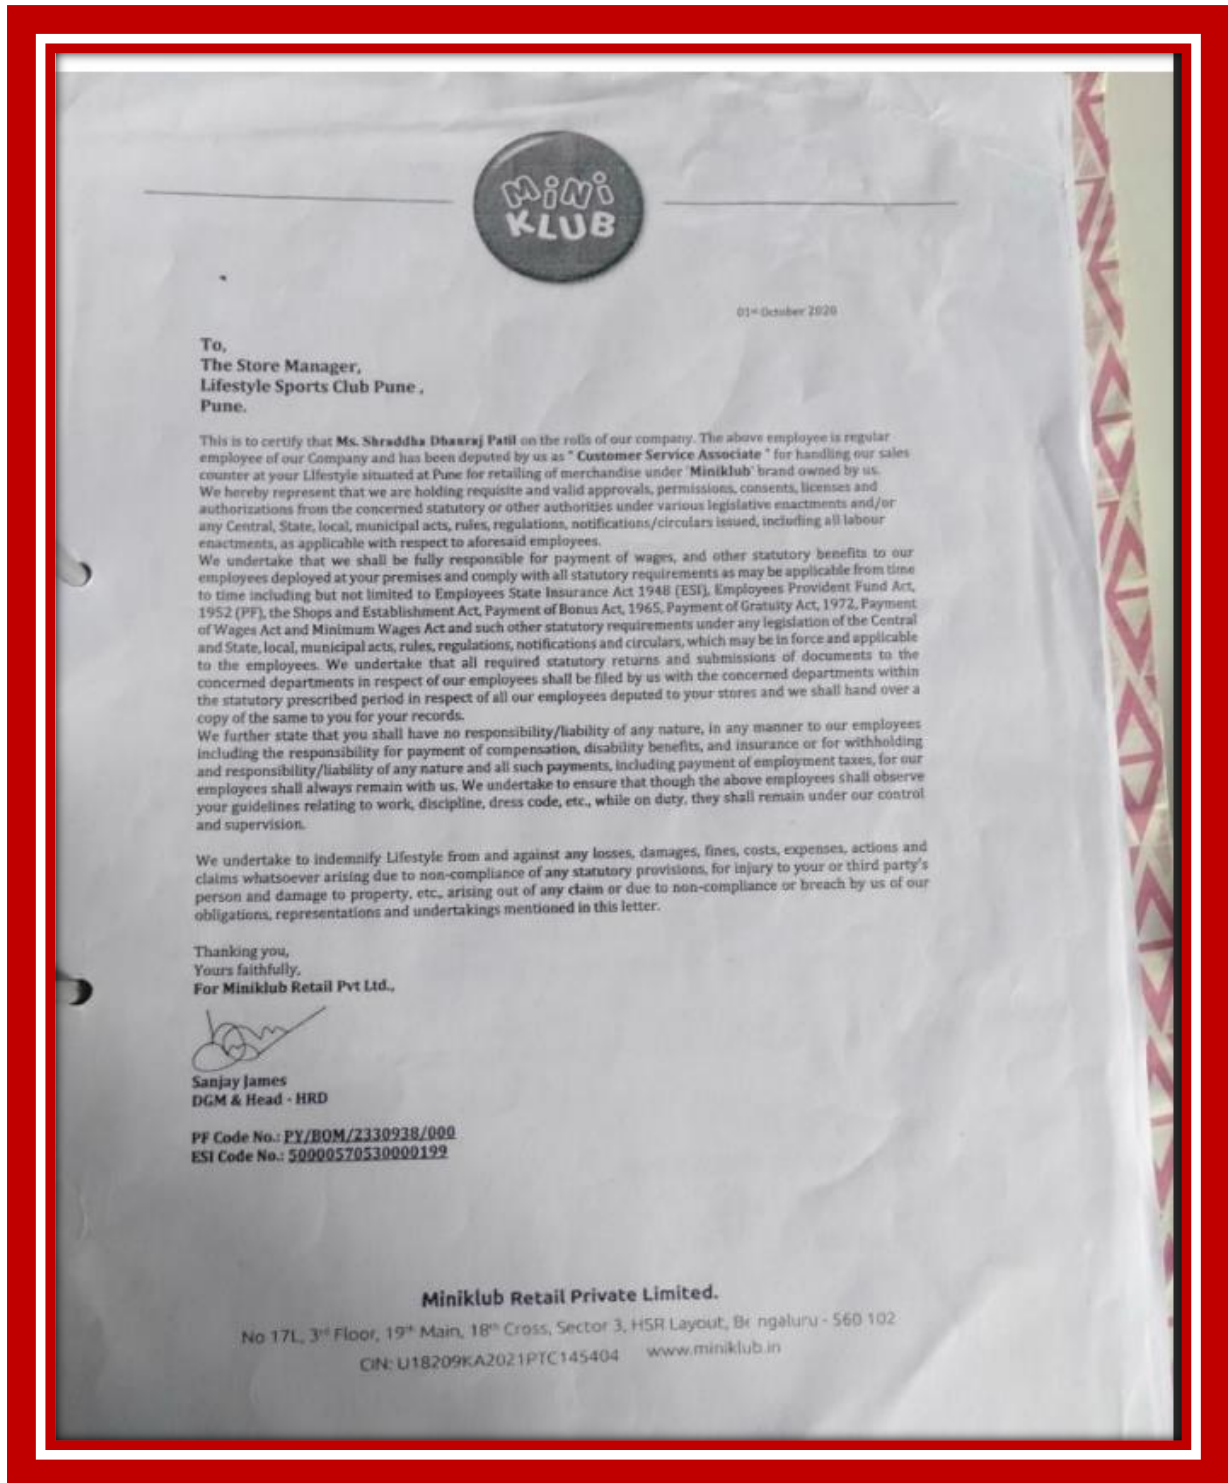 MiNi
KLUB
01st October 2020
To,
The Store Manager,
Lifestyle Sports Club Pune ,
Pune.
This is to certify that Ms. Shraddha Dhanraj Patil on the rolls of our company. The above employee is regular
employee of our Company and has been deputed by us as " Customer Service Associate " for handling our sales
counter at your Lifestyle situated at Pune for retailing of merchandise under 'Miniklub' brand owned by us.
We hereby represent that we are holding requisite and valid approvals, permissions, consents, licenses and
authorizations from the concerned statutory or other authorities under various legislative enactments and/or
any Central, State, local, municipal acts, rules, regulations, notifications/circulars issued, including all labour
enactments, as applicable with respect to aforesaid employees.
We undertake that we shall be fully responsible for payment of wages, and other statutory benefits to our
employees deployed at your premises and comply with all statutory requirements as may be applicable from time
to time including but not limited to Employees State Insurance Act 1948 (ESI), Employees Provident Fund Act,
1952 (PF), the Shops and Establishment Act, Payment of Bonus Act, 1965, Payment of Gratuity Act, 1972, Payment
of Wages Act and Minimum Wages Act and such other statutory requirements under any legislation of the Central
and State, local, municipal acts, rules, regulations, notifications and circulars, which may be in force and applicable
to the employees. We undertake that all required statutory returns and submissions of documents to the
concerned departments in respect of our employees shall be filed by us with the concerned departments within
the statutory prescribed period in respect of all our employees deputed to your stores and we shall hand over a
copy of the same to you for your records.
We further state that you shall have no responsibility/liability of any nature, in any manner to our employees
including the responsibility for payment of compensation, disability benefits, and insurance or for withholding
and responsibility/liability of any nature and all such payments, including payment of employment taxes, for our
employees shall always remain with us. We undertake to ensure that though the above employees shall observe
your guidelines relating to work, discipline, dress code, etc., while on duty, they shall remain under our control
and supervision.
We undertake to indemnify Lifestyle from and against any losses, damages, fines, costs, expenses, actions and
claims whatsoever arising due to non-compliance of any statutory provisions, for injury to your or third party's
person and damage to property, etc., arising out of any claim or due to non-compliance or breach by us of our
obligations, representations and undertakings mentioned in this letter.
Thanking you,
Yours faithfully,
For Miniklub Retail Pvt Ltd.,
Sanjay James
DGM & Head - HRD
PF Code No.: PY/BOM/2330938/000
ESI Code No.: 50000570530000199
Miniklub Retail Private Limited.
No 17L, 3rd Floor, 19th Main, 18th Cross, Sector 3, HSR Layout, Bengaluru - 560 102
CIN: U18209KA2021PTC145404 www.miniklub.in